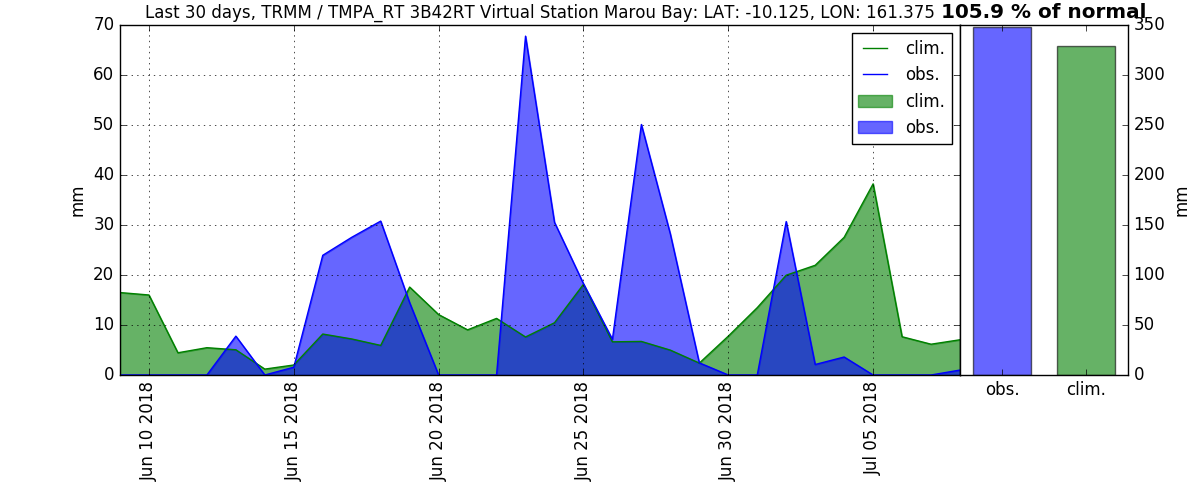 Last 30 days, TRMM / TMPA_RT 3B42RT Virtual Station Marou Bay: LAT: -10.125, LON: 161.375 105.9 % of normal
70
60
50
40
30
20
10
0
mm
clim.
obs.
clim.
obs.
350
300
250
200
150
100
50
0
mm
Jun 10 2018
Jun 15 2018
Jun 20 2018
Jun 25 2018
Jun 30 2018
Jul 05 2018
obs.
clim.